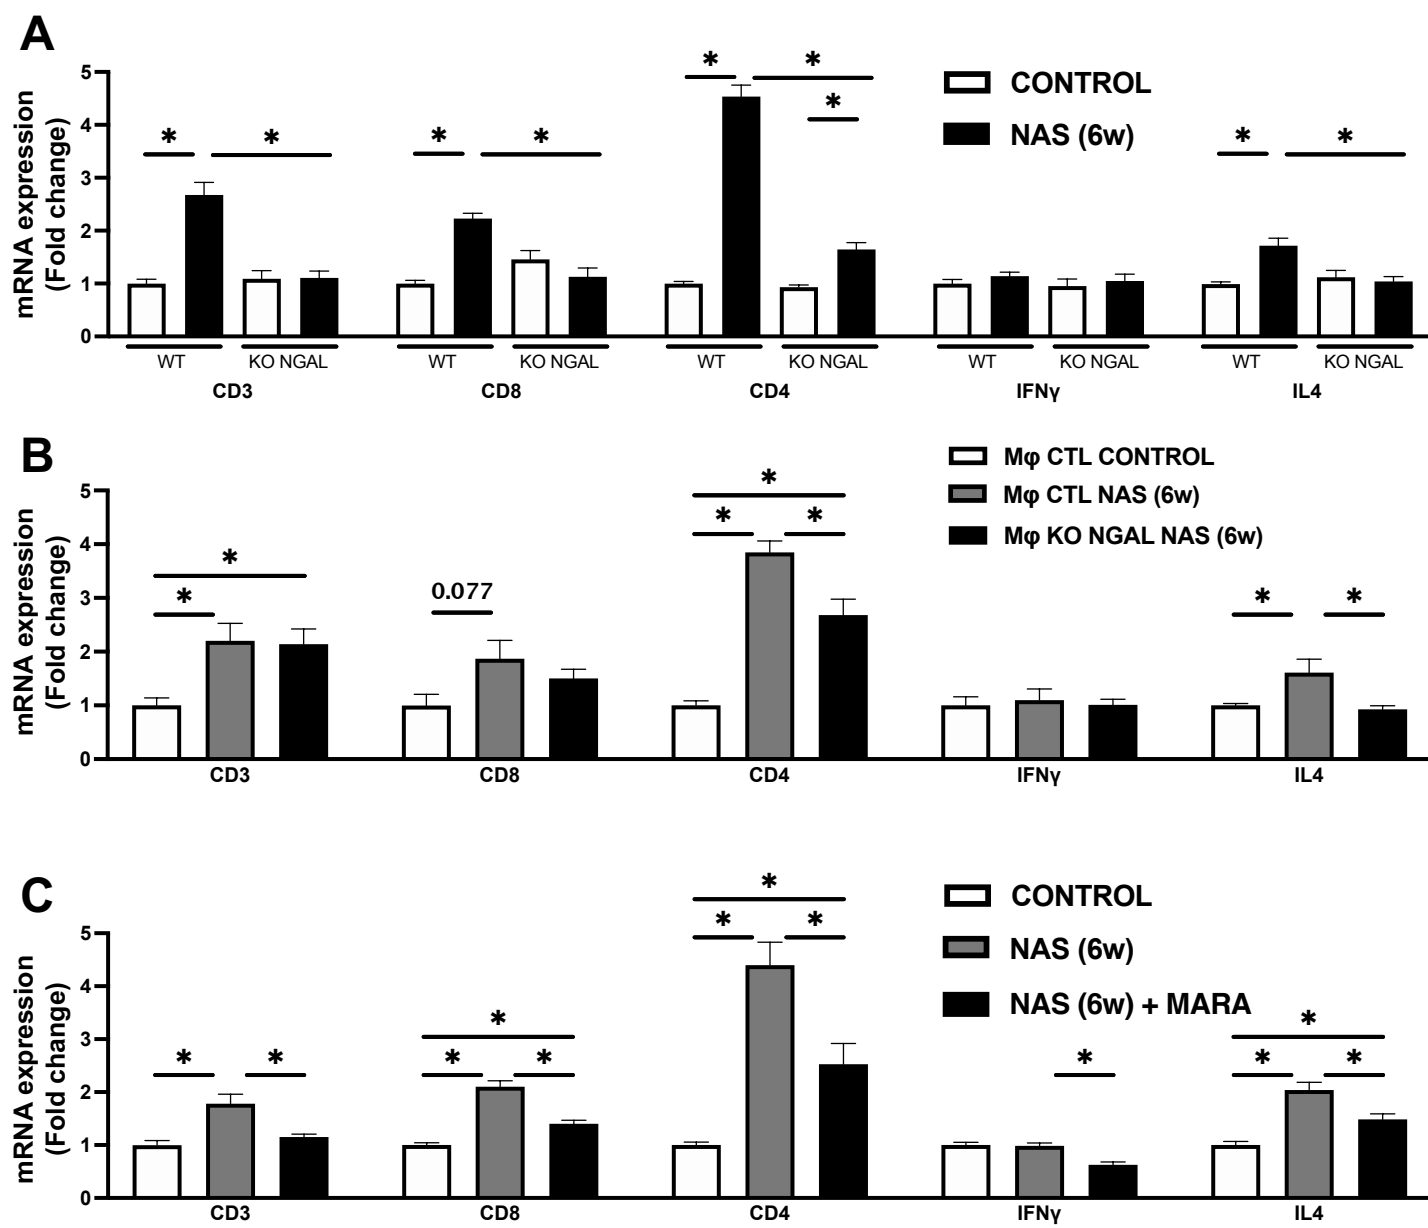 A
mRNA expression
(Fold change)
5
4
3
2
1
0
* * * * * * * * *
CONTROL
NAS (6w)
WT KO NGAL WT KO NGAL WT KO NGAL WT KO NGAL WT KO NGAL
CD3 CD8 CD4 IFNγ IL4
B
mRNA expression
(Fold change)
5
4
3
2
1
0
* * 0.077 * * * * *
Mφ CTL CONTROL
Mφ CTL NAS (6w)
Mφ KO NGAL NAS (6w)
CD3 CD8 CD4 IFNγ IL4
C
mRNA expression
(Fold change)
5
4
3
2
1
0
* * * * * * * * * * * *
CONTROL
NAS (6w)
NAS (6w) + MARA
CD3 CD8 CD4 IFNγ IL4